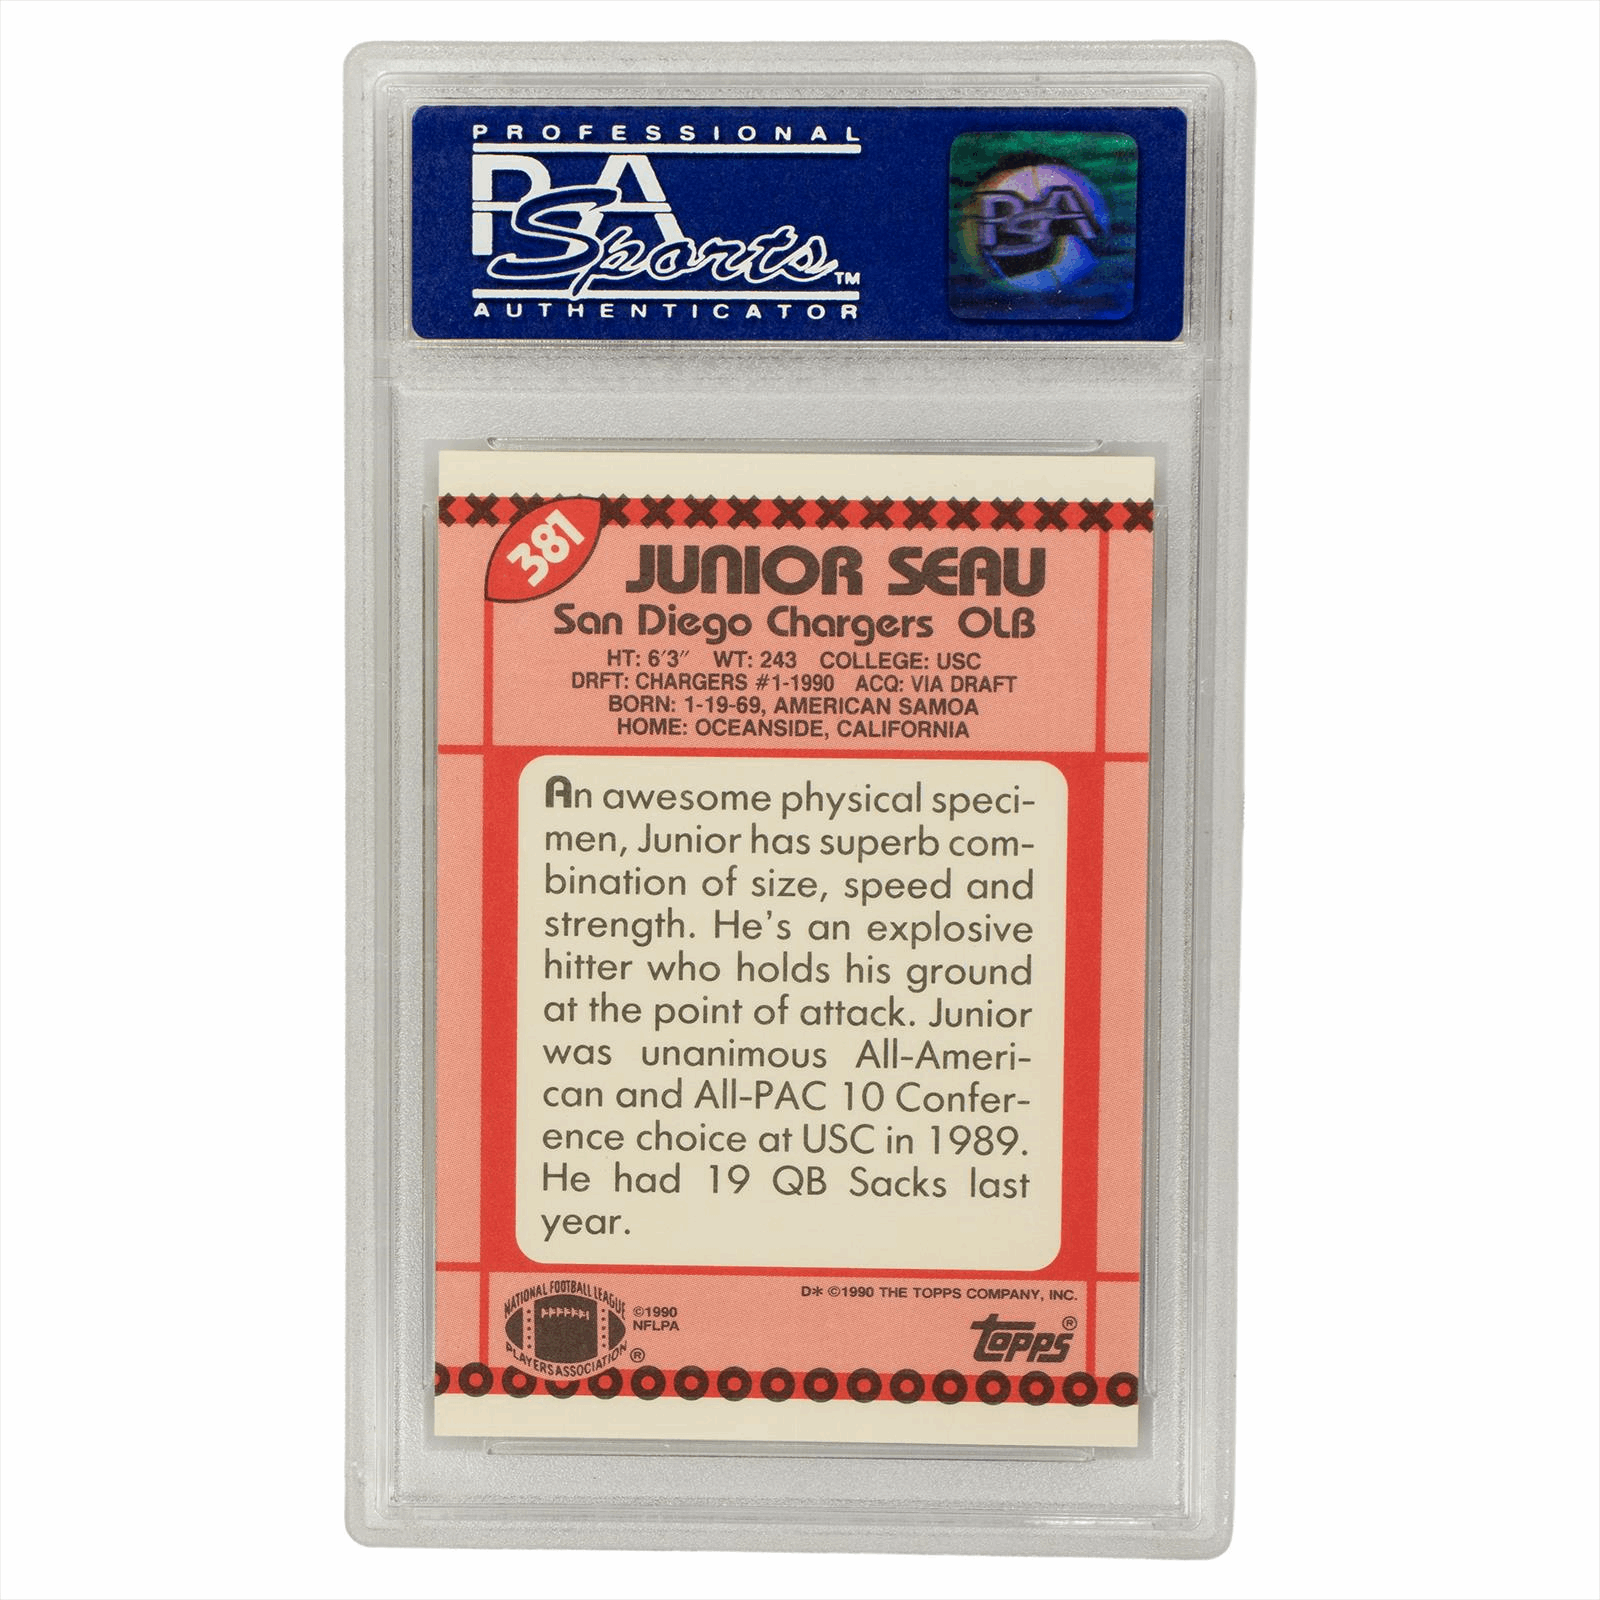 PROFESSIONAL
PSA
Sports™
AUTHENTICATOR
PSA
381
JUNIOR SEAU
San Diego Chargers OLB
HT: 6'3" WT: 243 COLLEGE: USC
DRFT: CHARGERS #1-1990 ACQ: VIA DRAFT
BORN: 1-19-69, AMERICAN SAMOA
HOME: OCEANSIDE, CALIFORNIA
An awesome physical speci-
men, Junior has superb com-
bination of size, speed and
strength. He's an explosive
hitter who holds his ground
at the point of attack. Junior
was unanimous All-Ameri-
can and All-PAC 10 Confer-
ence choice at USC in 1989.
He had 19 QB Sacks last
year.
NATIONAL FOOTBALL LEAGUE
PLAYERS ASSOCIATION ®
©1990
NFLPA
D* ©1990 THE TOPPS COMPANY, INC.
topps®